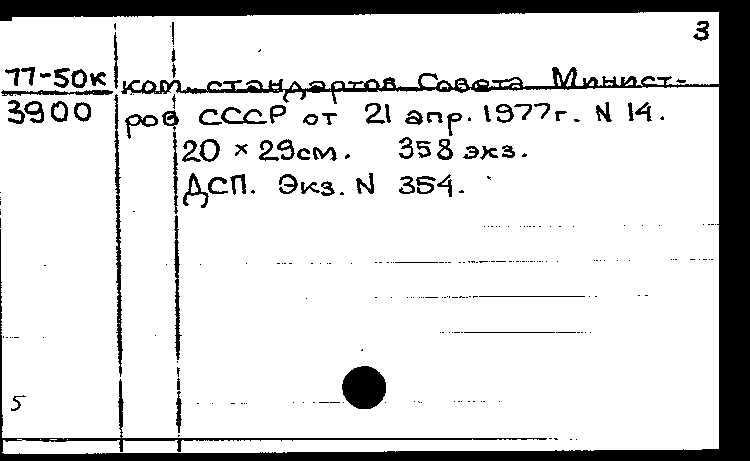 3
77-50к ком. стандартов Совета Минист-
3900 ров СССР от 21 апр. 1977г. N 14.
20 × 29см. 358 экз.
ДСП. Экз. N 354.
5